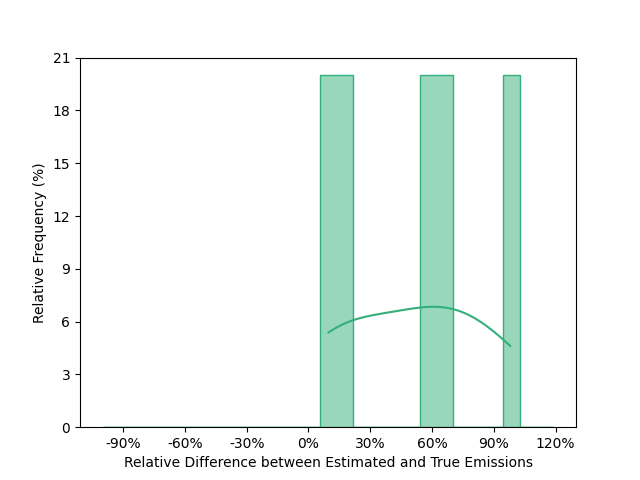 21
18
15
12
9
6
3
0
Relative Frequency (%)
-90% -60% -30% 0% 30% 60% 90% 120%
Relative Difference between Estimated and True Emissions